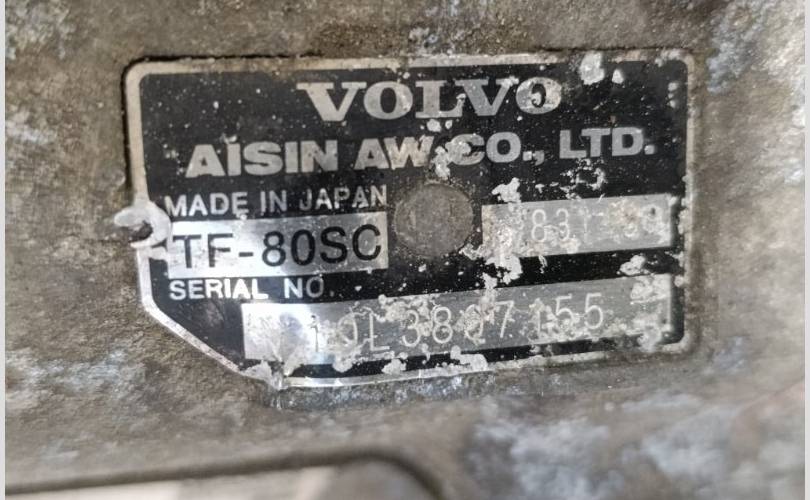 VOLVO
AISIN AW CO., LTD.
MADE IN JAPAN
TF-80SC
SERIAL NO.